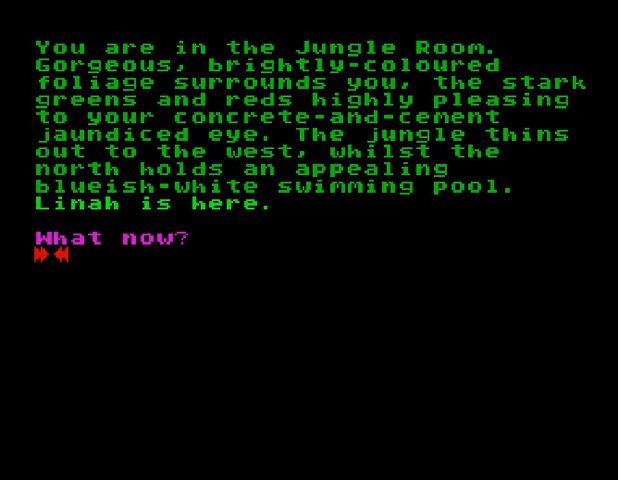 You are in the Jungle Room.
Gorgeous, brightly-coloured
foliage surrounds you, the stark
greens and reds highly pleasing
to your concrete-and-cement
jaundiced eye. The jungle thins
out to the west, whilst the
north holds an appealing
blueish-white swimming pool.
Linah is here.
What now?